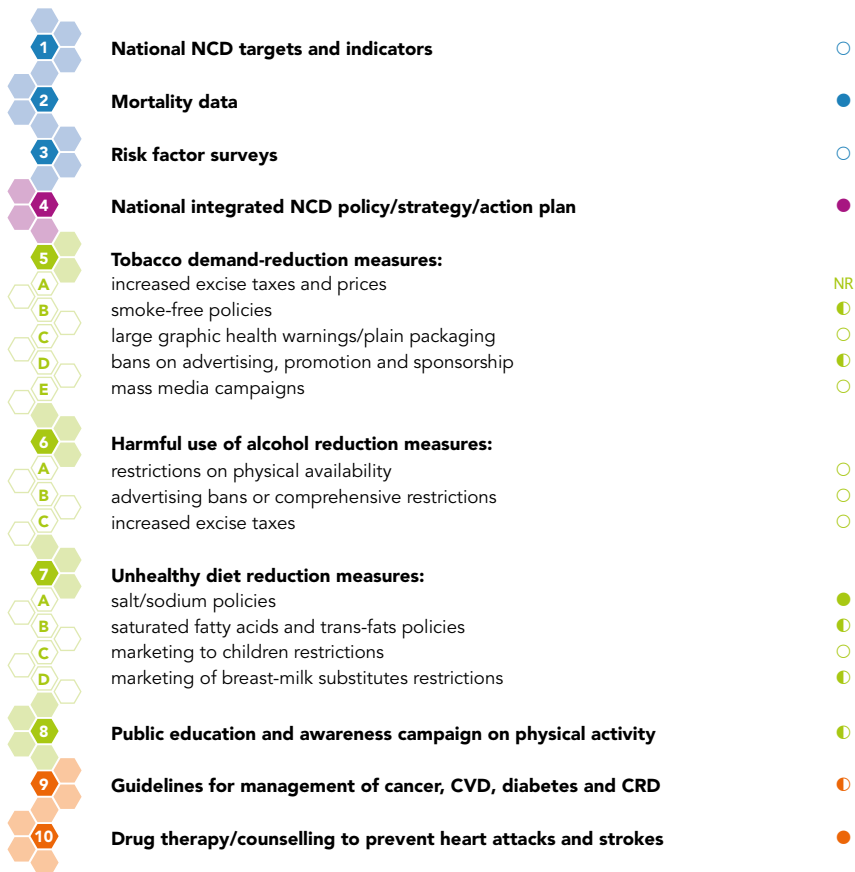 1 National NCD targets and indicators ○
2 Mortality data ●
3 Risk factor surveys ○
4 National integrated NCD policy/strategy/action plan ●
5 Tobacco demand-reduction measures:
A increased excise taxes and prices NR
B smoke-free policies ◐
C large graphic health warnings/plain packaging ○
D bans on advertising, promotion and sponsorship ◐
E mass media campaigns ○
6 Harmful use of alcohol reduction measures:
A restrictions on physical availability ○
B advertising bans or comprehensive restrictions ○
C increased excise taxes ○
7 Unhealthy diet reduction measures:
A salt/sodium policies ●
B saturated fatty acids and trans-fats policies ◐
C marketing to children restrictions ○
D marketing of breast-milk substitutes restrictions ◐
8 Public education and awareness campaign on physical activity ◐
9 Guidelines for management of cancer, CVD, diabetes and CRD ◐
10 Drug therapy/counselling to prevent heart attacks and strokes ●